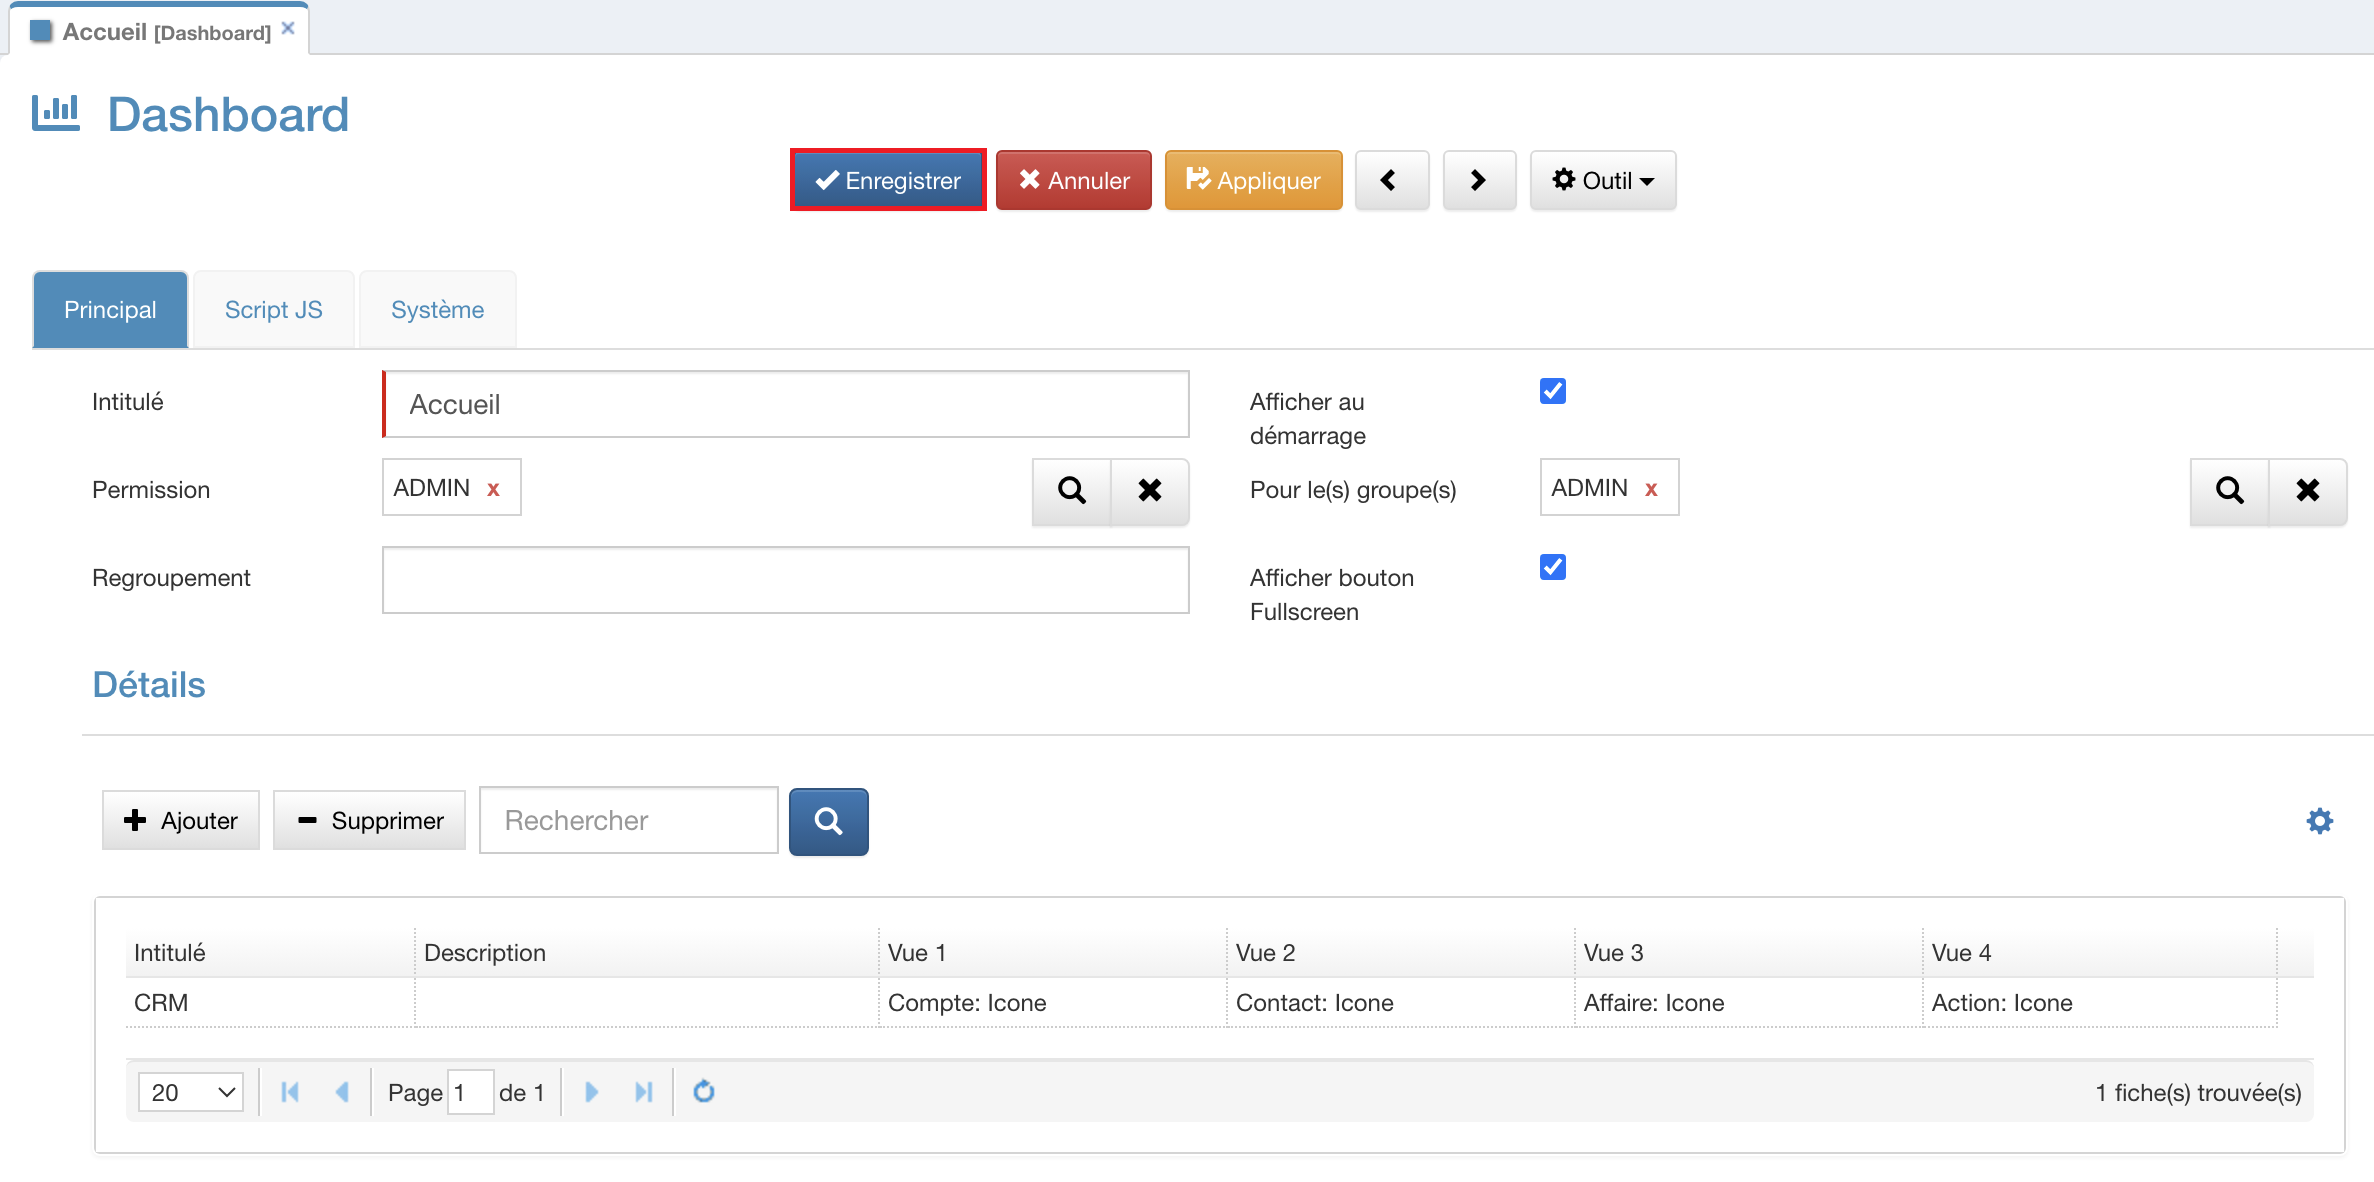 Accueil [Dashboard]
Dashboard
Enregistrer Annuler Appliquer Outil
Principal Script JS Système
Intitulé Accueil Afficher au démarrage
Permission ADMIN x Pour le(s) groupe(s) ADMIN x
Regroupement Afficher bouton Fullscreen
Détails
Ajouter Supprimer Rechercher
Intitulé Description Vue 1 Vue 2 Vue 3 Vue 4
CRM Compte: Icone Contact: Icone Affaire: Icone Action: Icone
20 Page 1 de 1 1 fiche(s) trouvée(s)